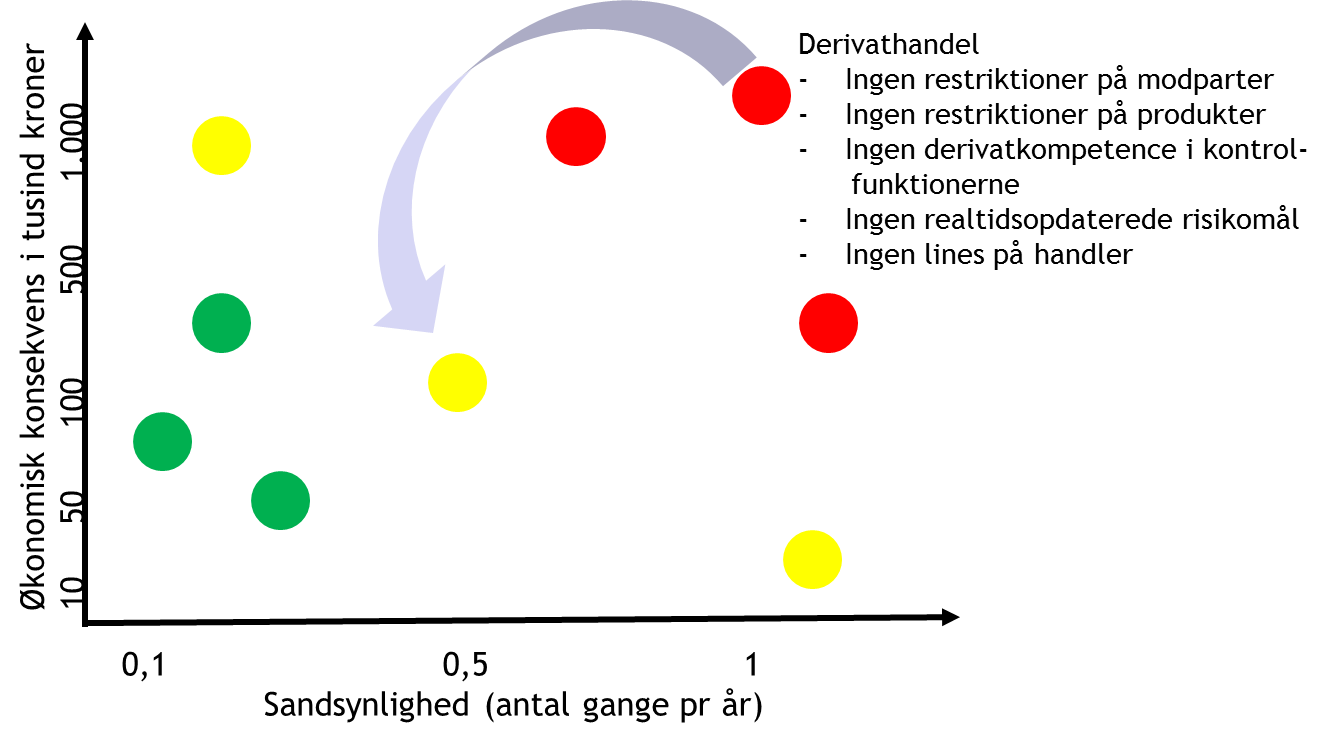 Derivathandel
- Ingen restriktioner på modparter
- Ingen restriktioner på produkter
- Ingen derivatkompetence i kontrol-
funktionerne
- Ingen realtidsopdaterede risikomål
- Ingen lines på handler
Økonomisk konsekvens i tusind kroner
1.000
500
100
50
10
0,1 0,5 1
Sandsynlighed (antal gange pr år)